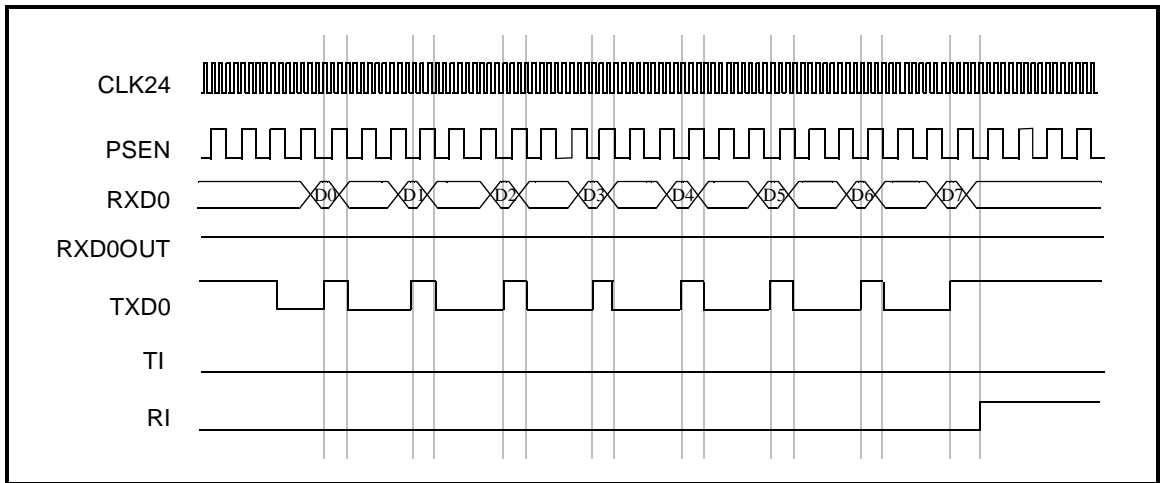 CLK24
PSEN
RXD0
D0 D1 D2 D3 D4 D5 D6 D7
RXD0OUT
TXD0
TI
RI